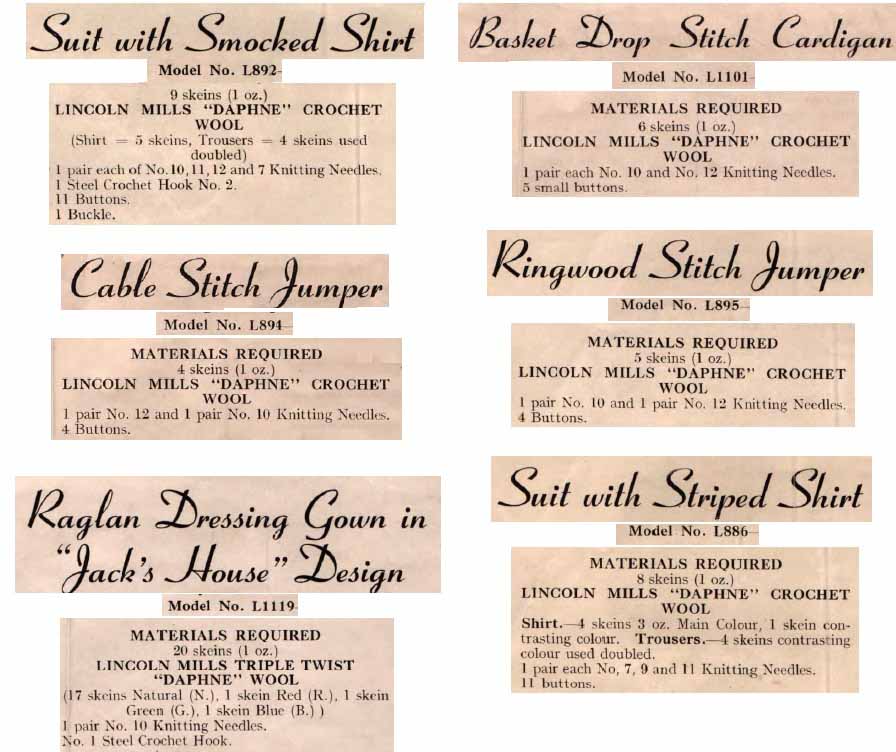 Suit with Smocked Shirt
Model No. L892
9 skeins (1 oz.)
LINCOLN MILLS "DAPHNE" CROCHET
WOOL
(Shirt = 5 skeins, Trousers = 4 skeins used
doubled)
1 pair each of No. 10, 11, 12 and 7 Knitting Needles.
1 Steel Crochet Hook No. 2.
11 Buttons.
1 Buckle.
Cable Stitch Jumper
Model No. L894
MATERIALS REQUIRED
4 skeins (1 oz.)
LINCOLN MILLS "DAPHNE" CROCHET
WOOL
1 pair No. 12 and 1 pair No. 10 Knitting Needles.
4 Buttons.
Raglan Dressing Gown in
"Jack's House" Design
Model No. L1119
MATERIALS REQUIRED
20 skeins (1 oz.)
LINCOLN MILLS TRIPLE TWIST
"DAPHNE" WOOL
(17 skeins Natural (N.), 1 skein Red (R.), 1 skein
Green (G.), 1 skein Blue (B.) )
1 pair No. 10 Knitting Needles.
No. 1 Steel Crochet Hook.
Basket Drop Stitch Cardigan
Model No. L1101
MATERIALS REQUIRED
6 skeins (1 oz.)
LINCOLN MILLS "DAPHNE" CROCHET
WOOL
1 pair each No. 10 and No. 12 Knitting Needles.
5 small buttons.
Ringwood Stitch Jumper
Model No. L895
MATERIALS REQUIRED
5 skeins (1 oz.)
LINCOLN MILLS "DAPHNE" CROCHET
WOOL
1 pair No. 10 and 1 pair No. 12 Knitting Needles.
4 Buttons.
Suit with Striped Shirt
Model No. L886
MATERIALS REQUIRED
8 skeins (1 oz.)
LINCOLN MILLS "DAPHNE" CROCHET
WOOL
Shirt.—4 skeins 3 oz. Main Colour, 1 skein con-
trasting colour. Trousers.—4 skeins contrasting
colour used doubled.
1 pair each No, 7, 9 and 11 Knitting Needles.
11 buttons.